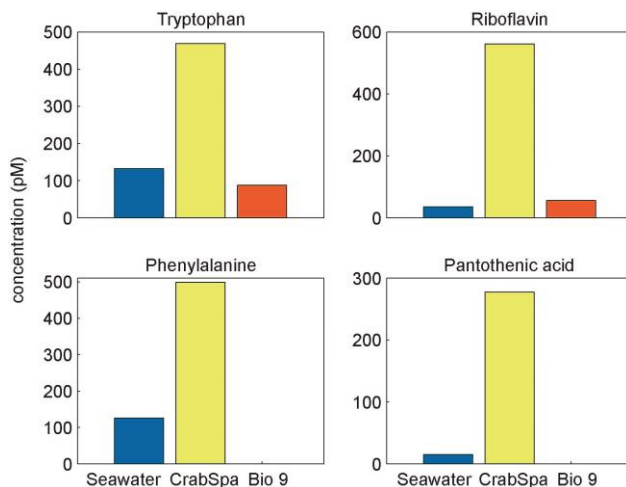 Tryptophan
500
400
300
200
100
0
Riboflavin
600
400
200
0
concentration (pM)
Phenylalanine
500
400
300
200
100
0
Seawater CrabSpa Bio 9
Pantothenic acid
300
200
100
0
Seawater CrabSpa Bio 9